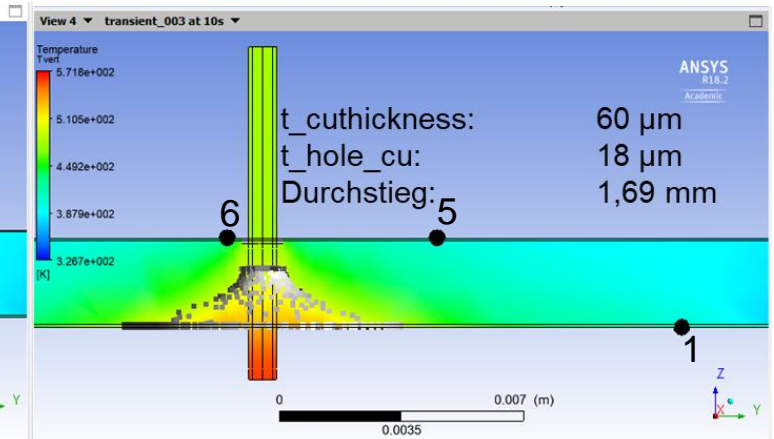 View 4 ▼ transient_003 at 10s ▼
Temperature
Tvert
5.718e+002
5.105e+002
4.492e+002
3.879e+002
3.267e+002
[K]
ANSYS
R18.2
Academic
t_cuthickness: 60 µm
t_hole_cu: 18 µm
Durchstieg: 1,69 mm
6
5
1
0 0.007 (m)
0.0035
Z
X Y
Y